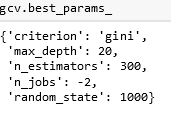 gcv.best_params_
{'criterion': 'gini',
'max_depth': 20,
'n_estimators': 300,
'n_jobs': -2,
'random_state': 1000}